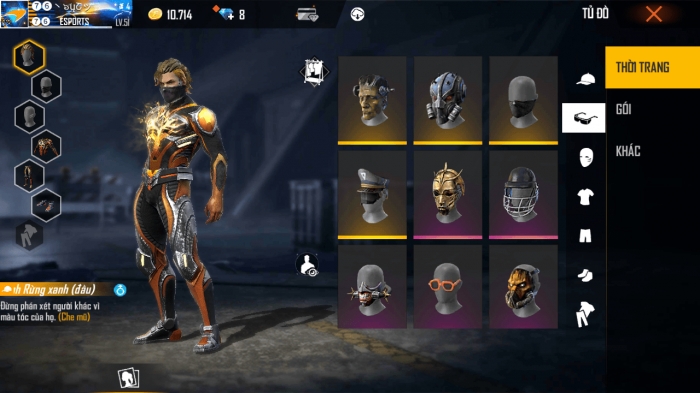 ESPORTS
LV.51
10.714
8
4
TỦ ĐỒ
THỜI TRANG
GÓI
KHÁC
Rừng xanh (đầu)
Đừng phán xét người khác vì
màu tóc của họ. (Che mũ)